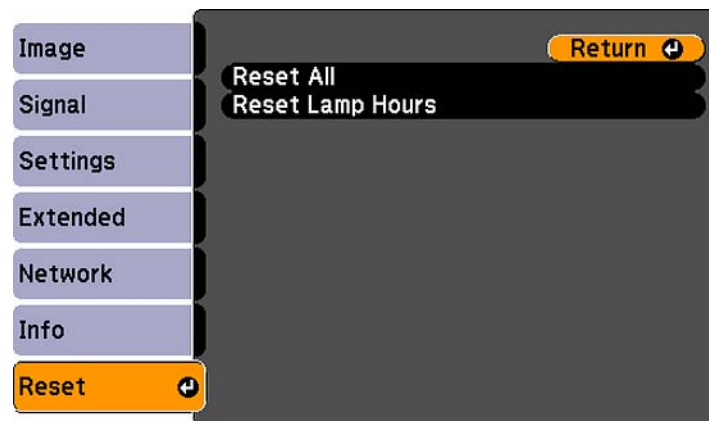 Image
Signal
Settings
Extended
Network
Info
Reset
Return
Reset All
Reset Lamp Hours